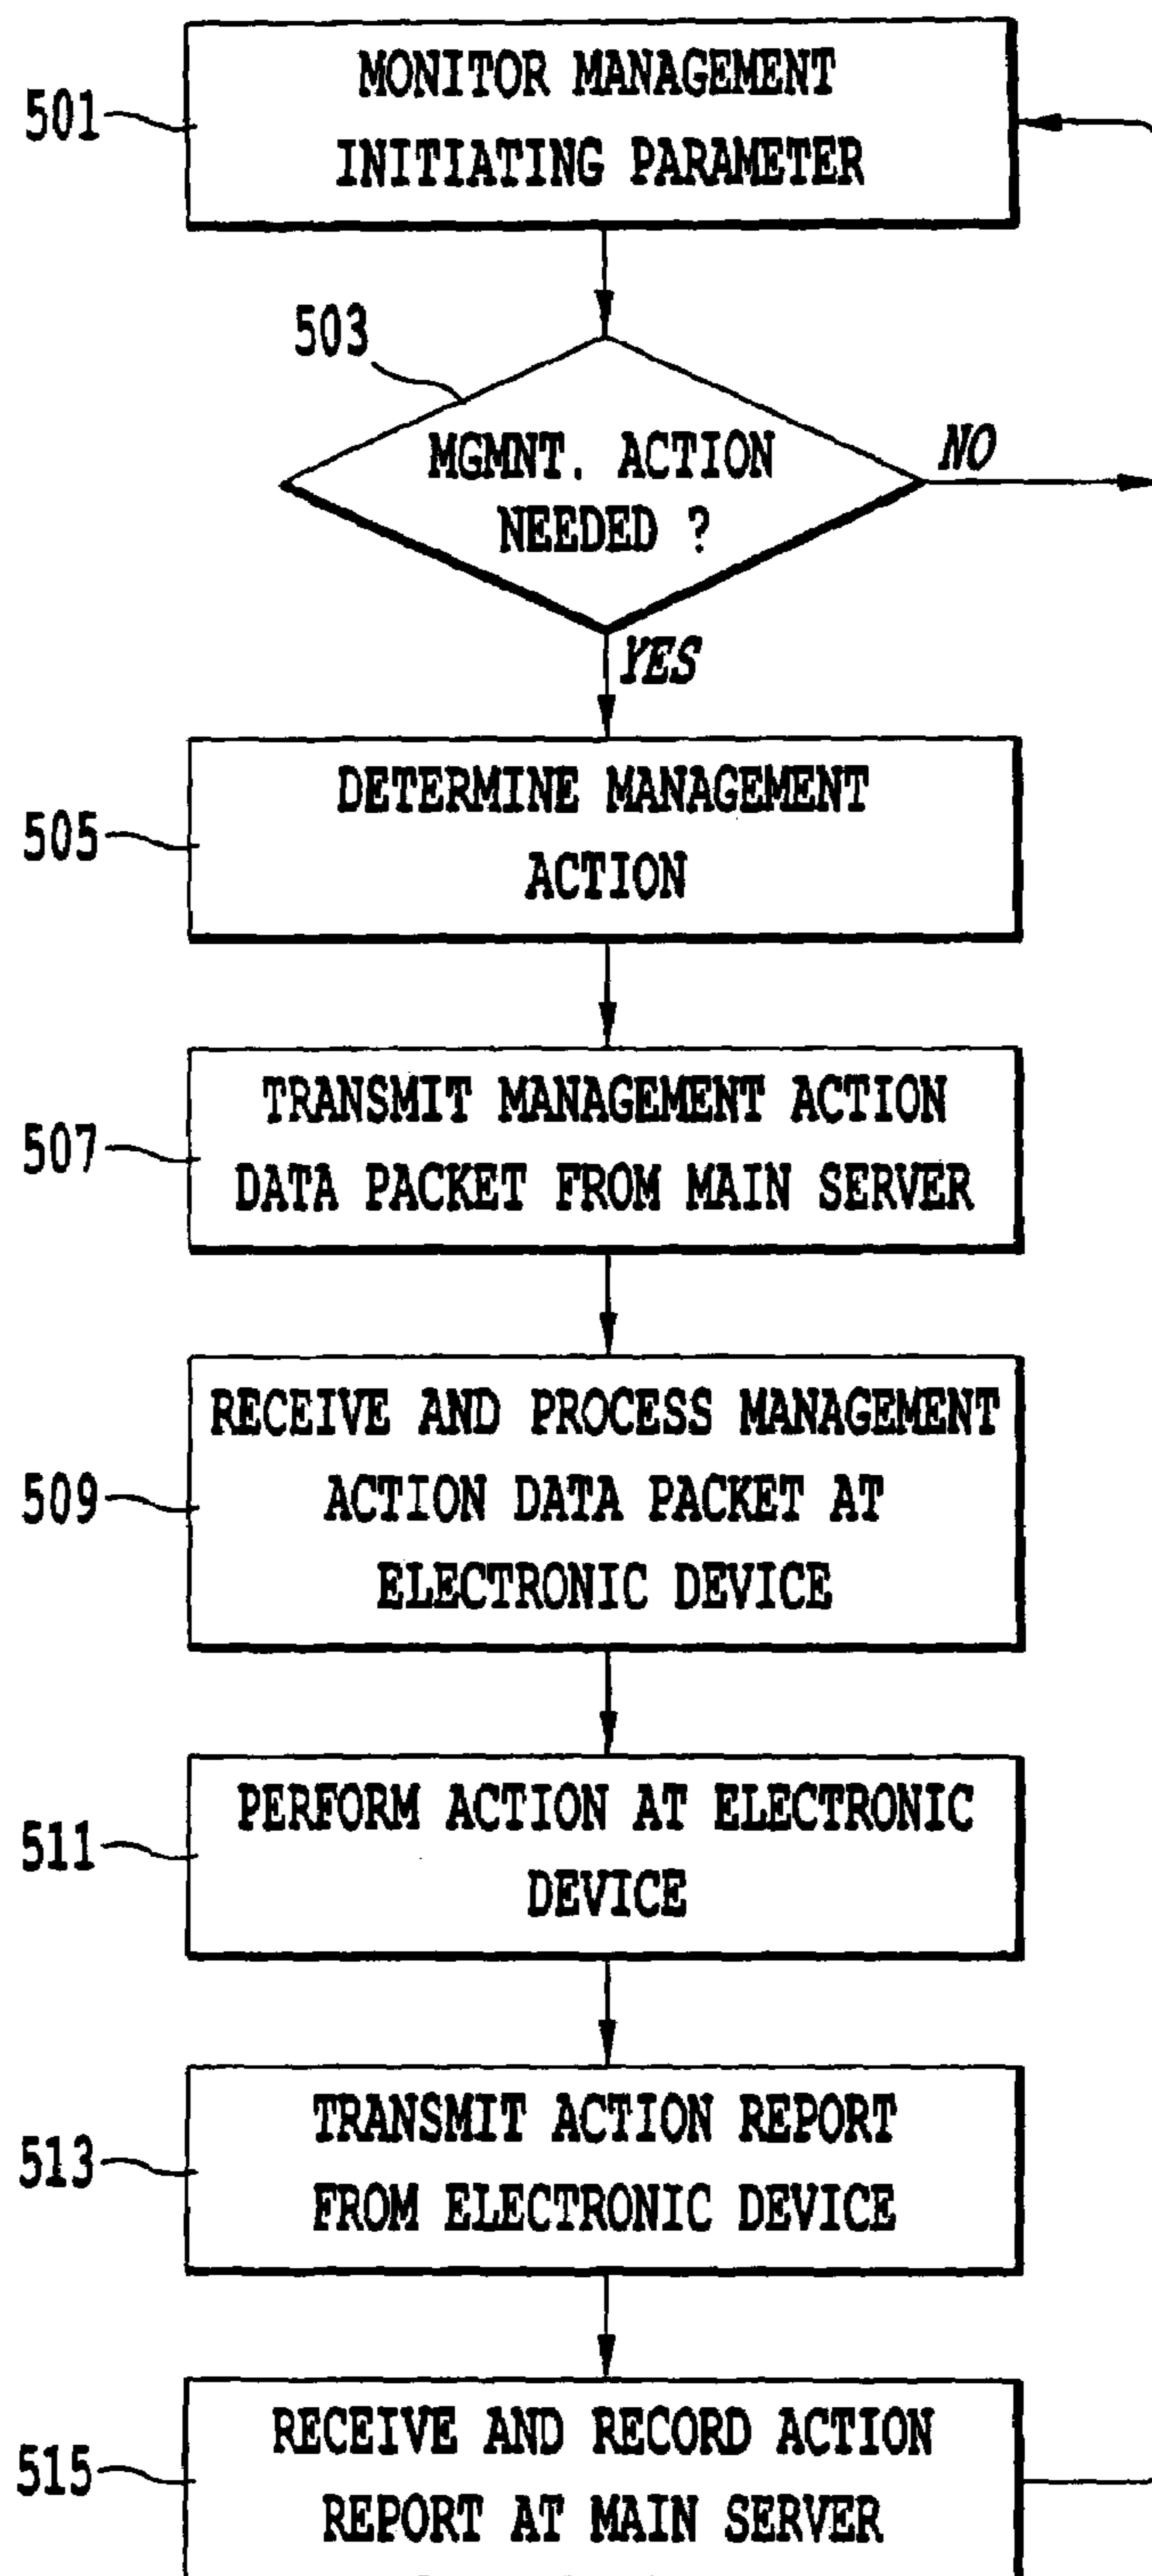 MONITOR MANAGEMENT
INITIATING PARAMETER
501
503
MGMNT. ACTION
NEEDED ?
NO
YES
DETERMINE MANAGEMENT
ACTION
505
TRANSMIT MANAGEMENT ACTION
DATA PACKET FROM MAIN SERVER
507
RECEIVE AND PROCESS MANAGEMENT
ACTION DATA PACKET AT
ELECTRONIC DEVICE
509
PERFORM ACTION AT ELECTRONIC
DEVICE
511
TRANSMIT ACTION REPORT
FROM ELECTRONIC DEVICE
513
RECEIVE AND RECORD ACTION
REPORT AT MAIN SERVER
515